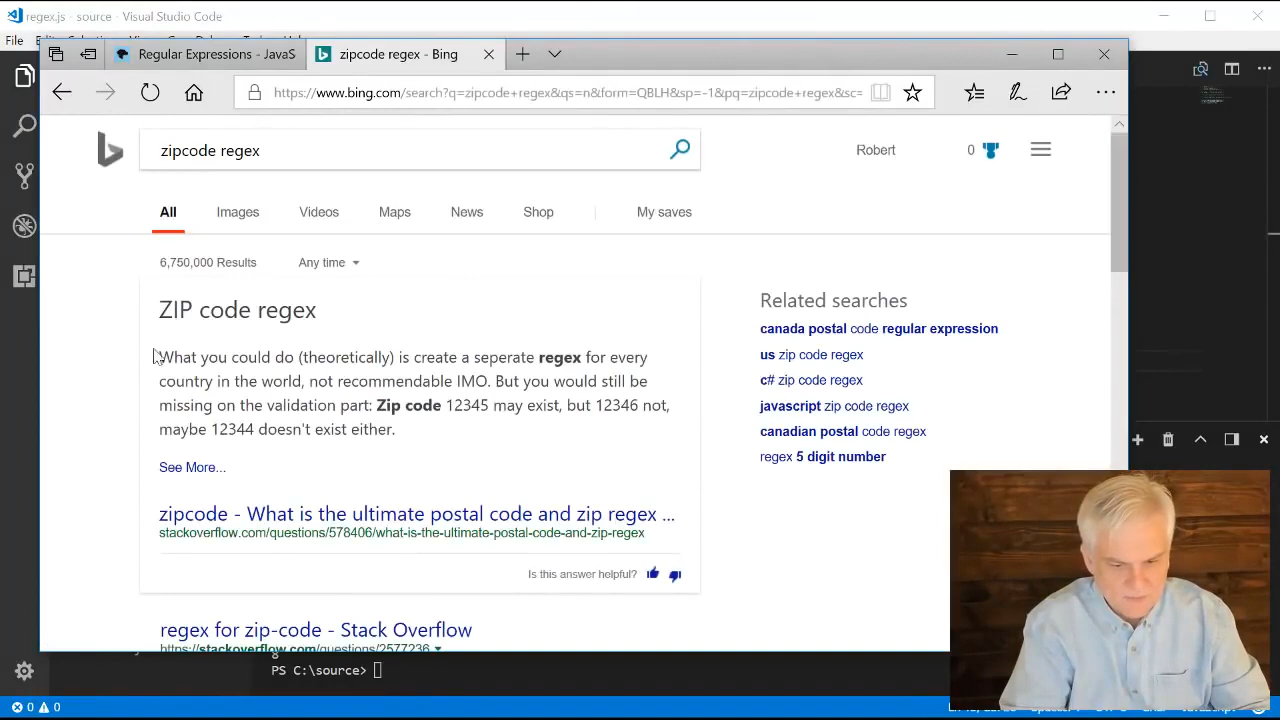 regex.js - source - Visual Studio Code
File
Regular Expressions - JavaS
zipcode regex - Bing
https://www.bing.com/search?q=zipcode+regex&qs=n&form=QBLH&sp=-1&pq=zipcode+regex&sc=
zipcode regex
Robert
0
All
Images
Videos
Maps
News
Shop
My saves
6,750,000 Results
Any time
ZIP code regex
What you could do (theoretically) is create a seperate regex for every
country in the world, not recommendable IMO. But you would still be
missing on the validation part: Zip code 12345 may exist, but 12346 not,
maybe 12344 doesn't exist either.
See More...
zipcode - What is the ultimate postal code and zip regex ...
stackoverflow.com/questions/578406/what-is-the-ultimate-postal-code-and-zip-regex
Is this answer helpful?
regex for zip-code - Stack Overflow
https://stackoverflow.com/questions/2577236
Related searches
canada postal code regular expression
us zip code regex
c# zip code regex
javascript zip code regex
canadian postal code regex
regex 5 digit number
PS C:\source>
0 0